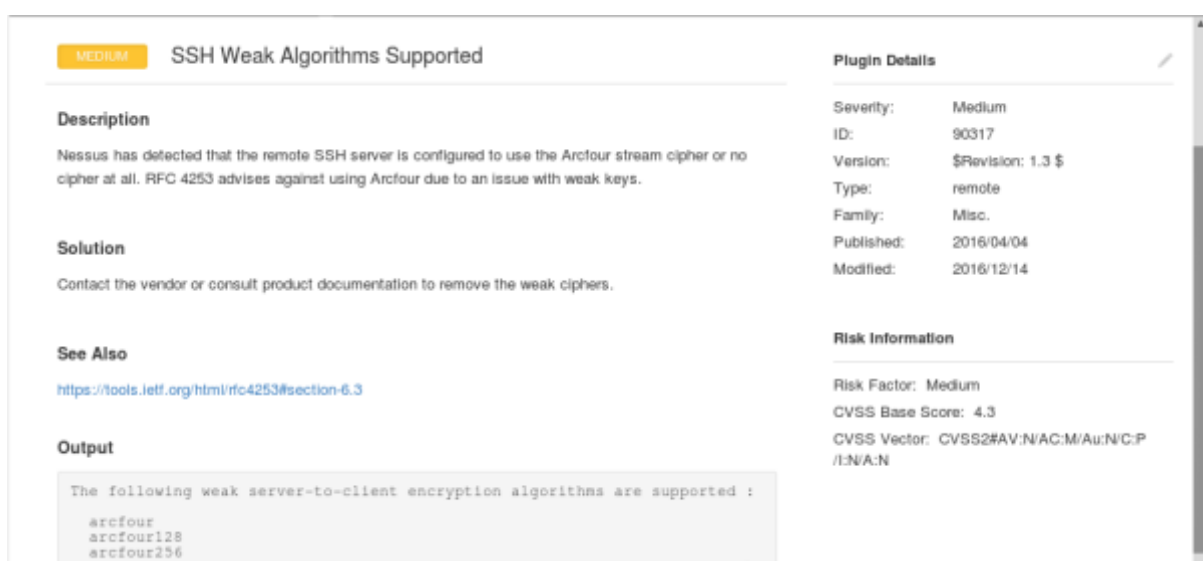 MEDIUM SSH Weak Algorithms Supported
Description
Nessus has detected that the remote SSH server is configured to use the Arcfour stream cipher or no
cipher at all. RFC 4253 advises against using Arcfour due to an issue with weak keys.
Solution
Contact the vendor or consult product documentation to remove the weak ciphers.
See Also
https://tools.ietf.org/html/rfc4253#section-6.3
Output
The following weak server-to-client encryption algorithms are supported :
arcfour
arcfour128
arcfour256
Plugin Details
Severity: Medium
ID: 90317
Version: $Revision: 1.3 $
Type: remote
Family: Misc.
Published: 2016/04/04
Modified: 2016/12/14
Risk Information
Risk Factor: Medium
CVSS Base Score: 4.3
CVSS Vector: CVSS2#AV:N/AC:M/Au:N/C:P
/I:N/A:N